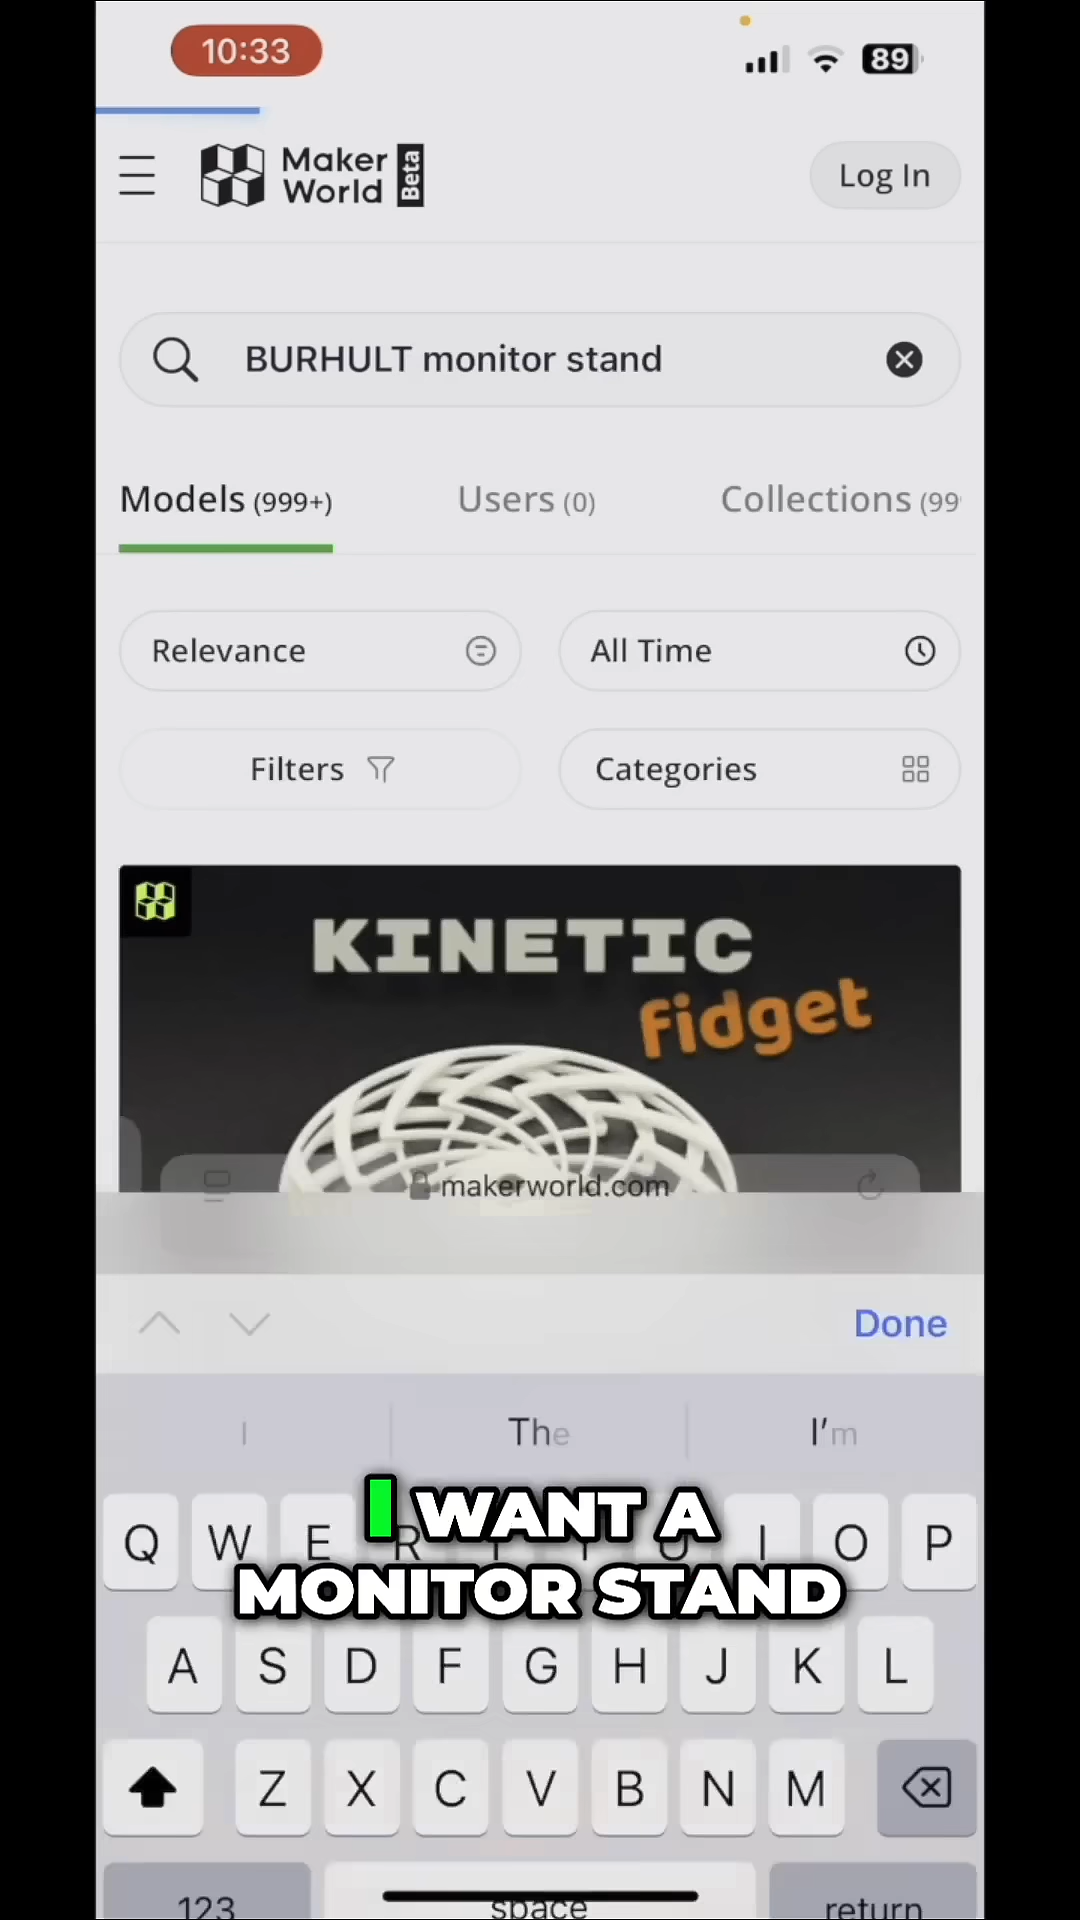 10:33
89
Maker
World
Beta
Log In
BURHULT monitor stand
Models (999+)
Users (0)
Collections (99
Relevance
All Time
Filters
Categories
KINETIC
fidget
makerworld.com
Done
I
The
I'm
I WANT A
MONITOR STAND
Q W E R T Y U I O P
A S D F G H J K L
Z X C V B N M
123
space
return